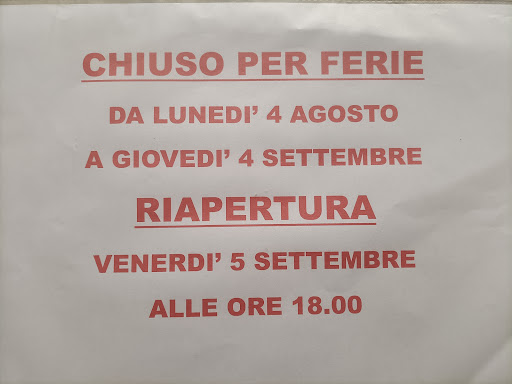 CHIUSO PER FERIE
DA LUNEDI’ 4 AGOSTO
A GIOVEDI’ 4 SETTEMBRE
RIAPERTURA
VENERDI’ 5 SETTEMBRE
ALLE ORE 18.00